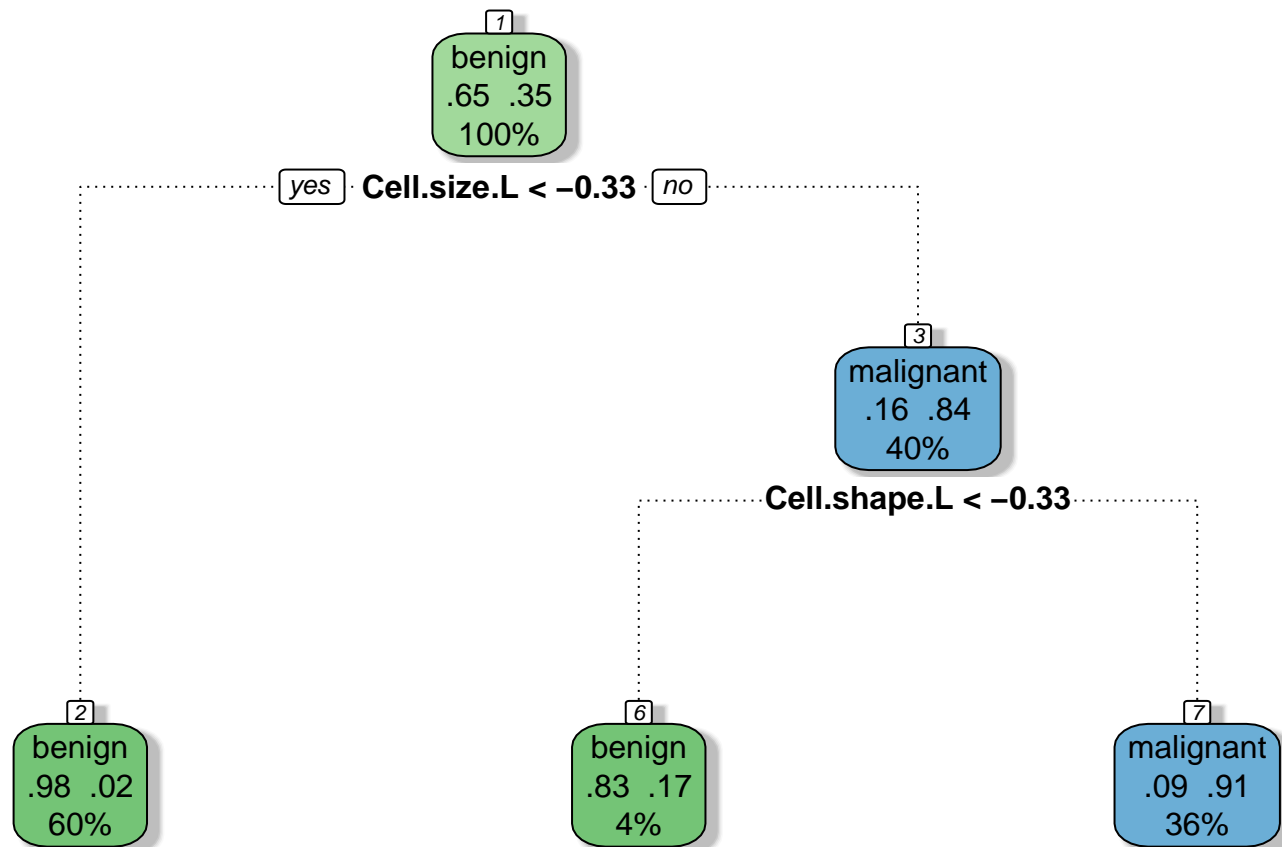 1
benign
.65 .35
100%
yes Cell.size.L < −0.33 no
3
malignant
.16 .84
40%
Cell.shape.L < −0.33
2
benign
.98 .02
60%
6
benign
.83 .17
4%
7
malignant
.09 .91
36%